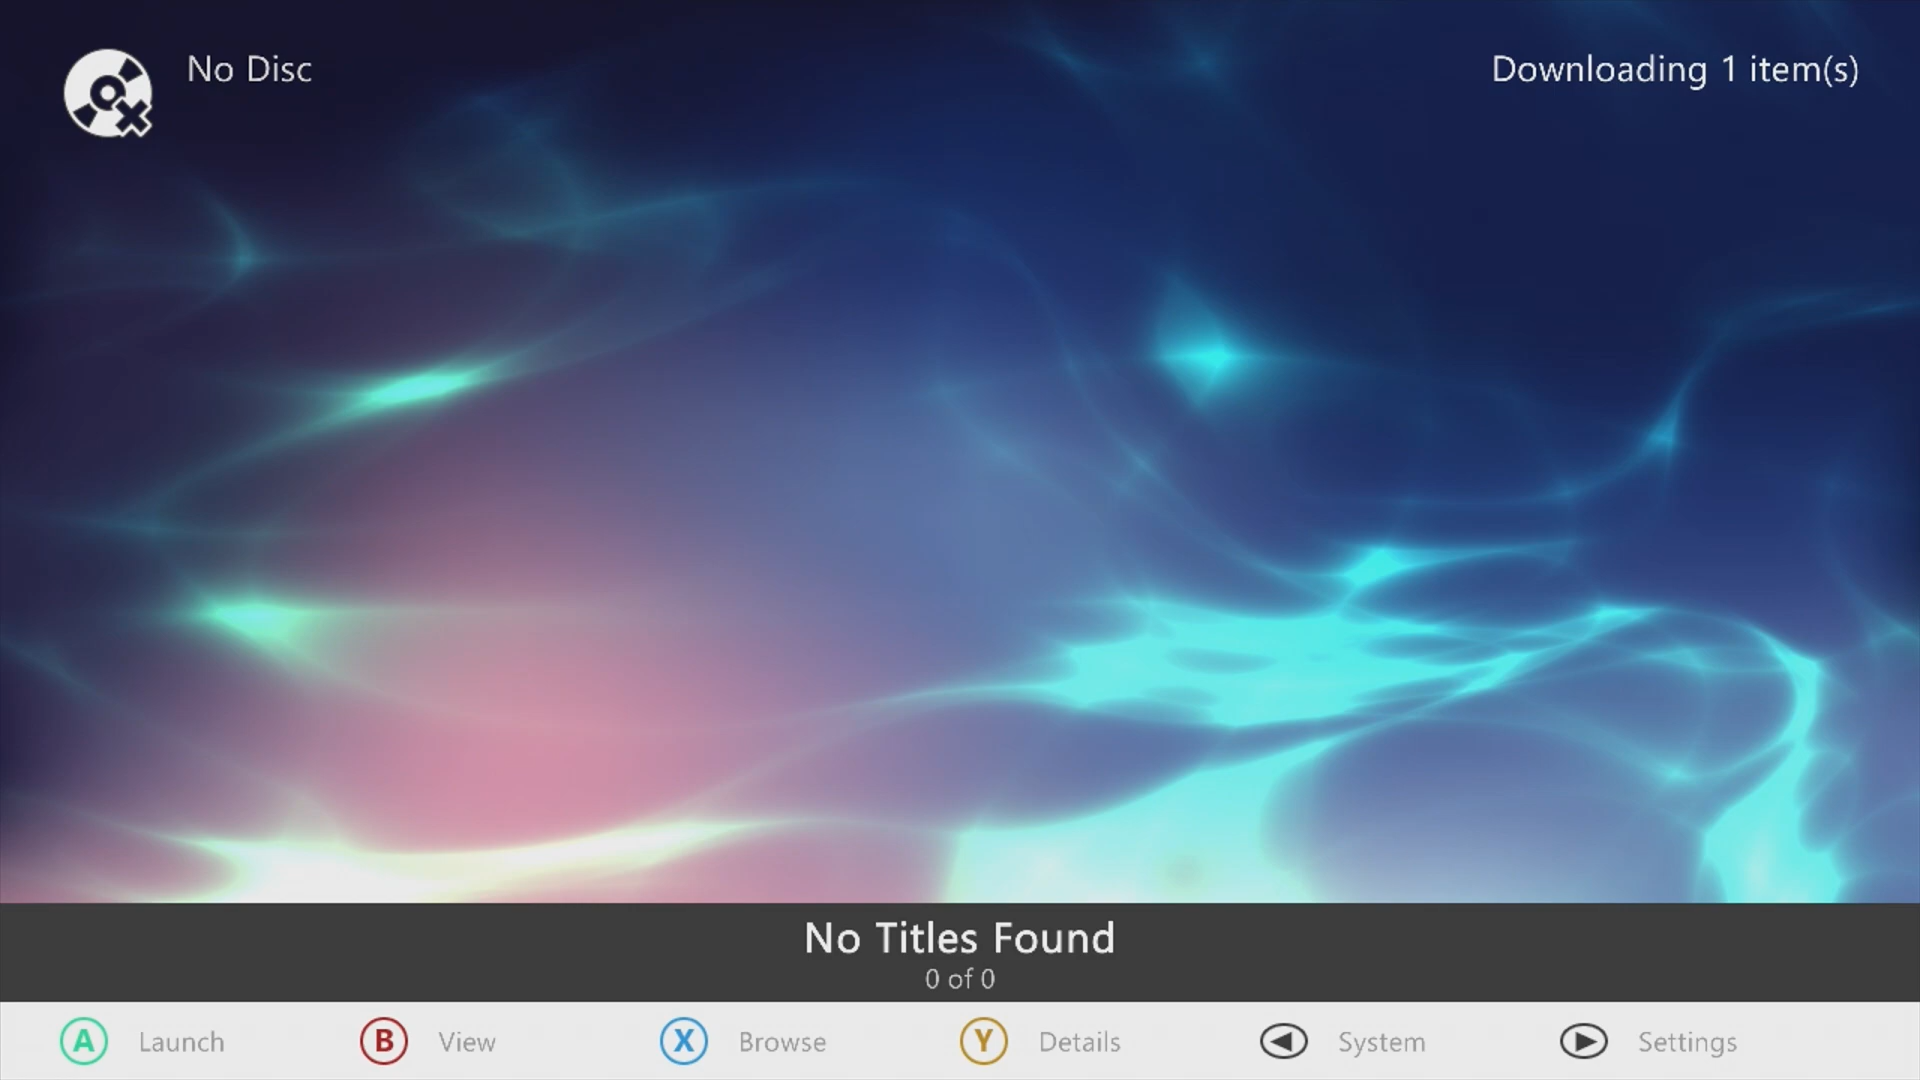 No Disc
Downloading 1 item(s)
No Titles Found
0 of 0
A Launch B View X Browse Y Details System Settings